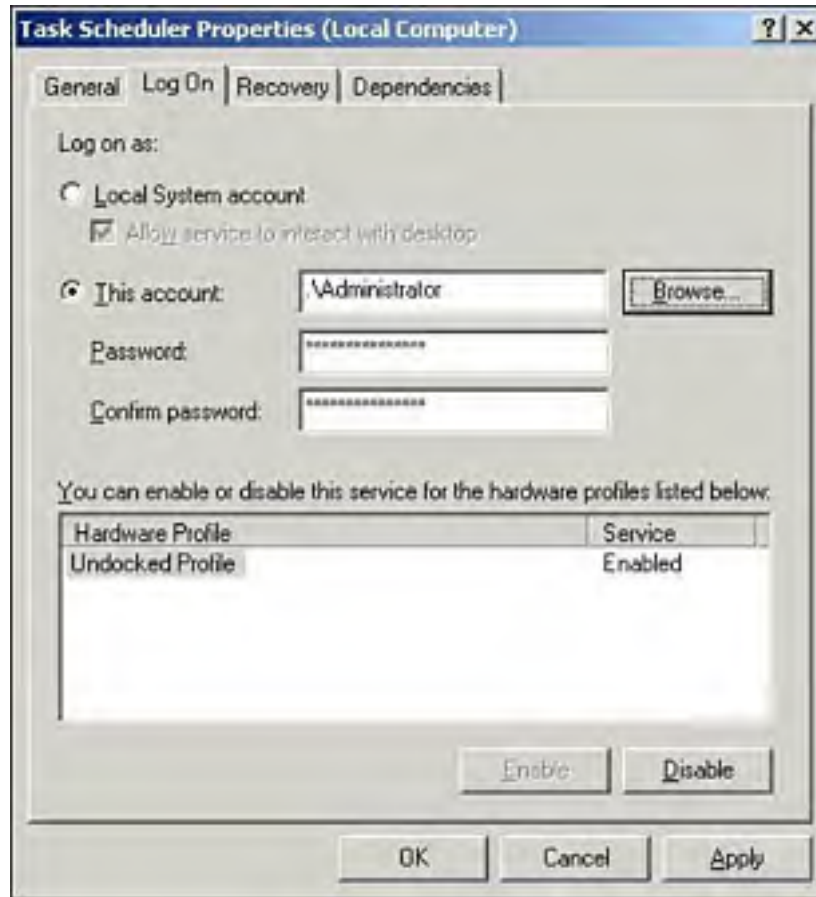 Task Scheduler Properties (Local Computer)
General Log On Recovery Dependencies
Log on as:
Local System account
Allow service to interact with desktop
This account: .\Administrator Browse...
Password: ***************
Confirm password: ***************
You can enable or disable this service for the hardware profiles listed below:
Hardware Profile Service
Undocked Profile Enabled
Enable Disable
OK Cancel Apply